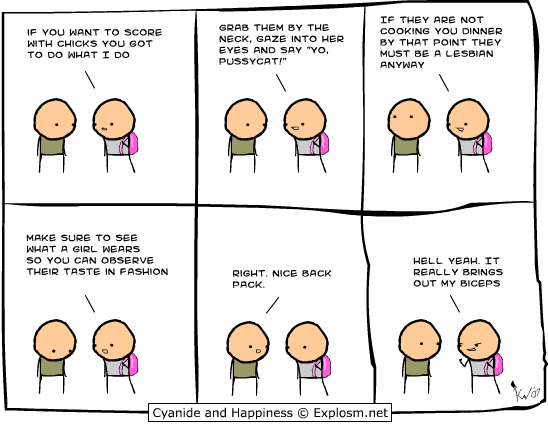 IF YOU WANT TO SCORE
WITH CHICKS YOU GOT
TO DO WHAT I DO
GRAB THEM BY THE
NECK, GAZE INTO HER
EYES AND SAY "YO,
PUSSYCAT!"
IF THEY ARE NOT
COOKING YOU DINNER
BY THAT POINT THEY
MUST BE A LESBIAN
ANYWAY
MAKE SURE TO SEE
WHAT A GIRL WEARS
SO YOU CAN OBSERVE
THEIR TASTE IN FASHION
RIGHT. NICE BACK
PACK.
HELL YEAH. IT
REALLY BRINGS
OUT MY BICEPS
Cyanide and Happiness © Explosm.net